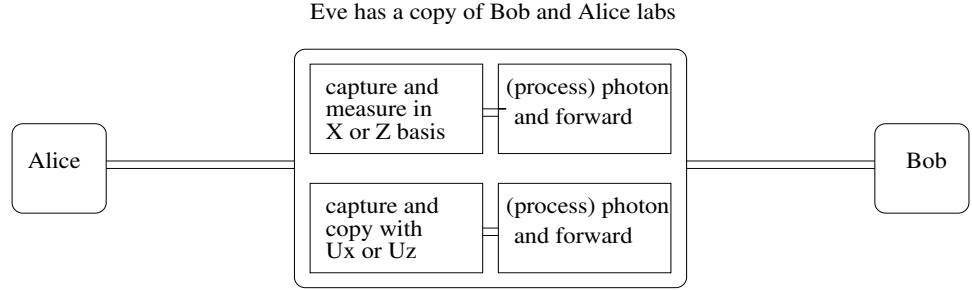 Eve has a copy of Bob and Alice labs
Alice
capture and
measure in
X or Z basis
(process) photon
and forward
capture and
copy with
Ux or Uz
(process) photon
and forward
Bob